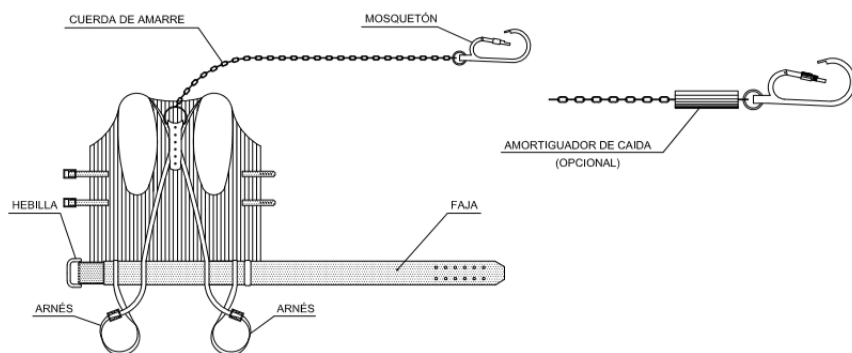 CUERDA DE AMARRE
MOSQUETÓN
AMORTIGUADOR DE CAIDA
(OPCIONAL)
HEBILLA
FAJA
ARNÉS
ARNÉS